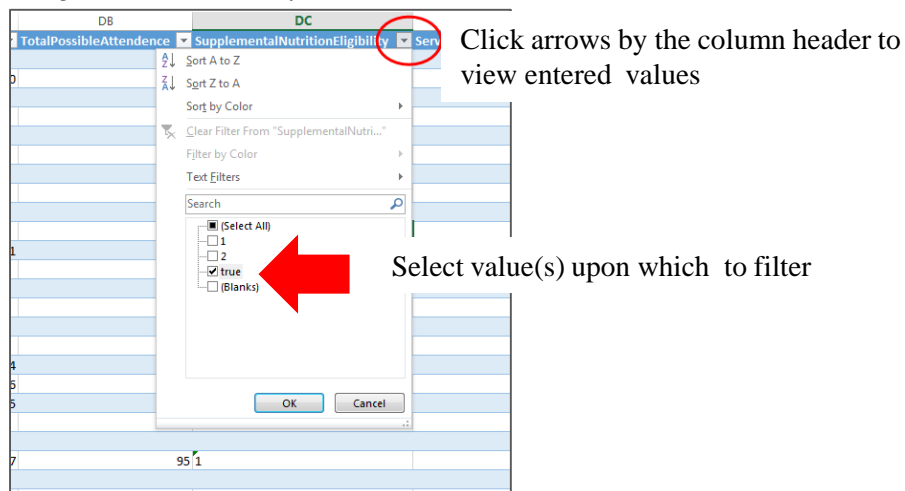 DB DC
TotalPossibleAttendence SupplementalNutritionEligibility Serv
Click arrows by the column header to
view entered values
Sort A to Z
0
Sort Z to A
Sort by Color
Clear Filter From "SupplementalNutri..."
Filter by Color
Text Filters
Search
(Select All)
1
1
2
true
(Blanks)
Select value(s) upon which to filter
4
6
5
OK Cancel
7 95 1